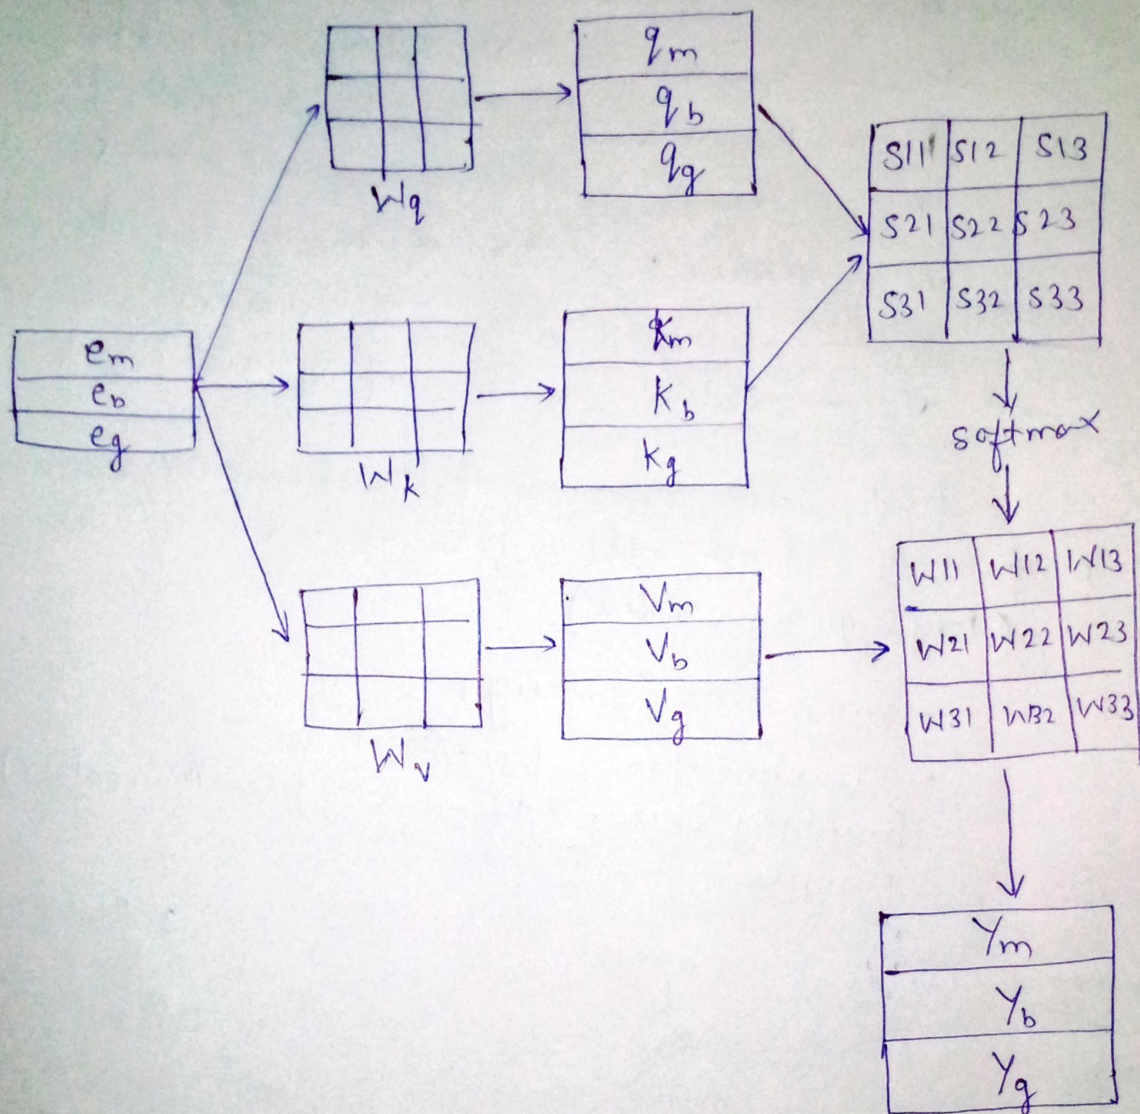 qm
qb
qg
Wq
S11 S12 S13
S21 S22 S23
S31 S32 S33
em
eb
eg
Wk
km
kb
kg
softmax
Wv
Vm
Vb
Vg
W11 W12 W13
W21 W22 W23
W31 W32 W33
Ym
Yb
Yg